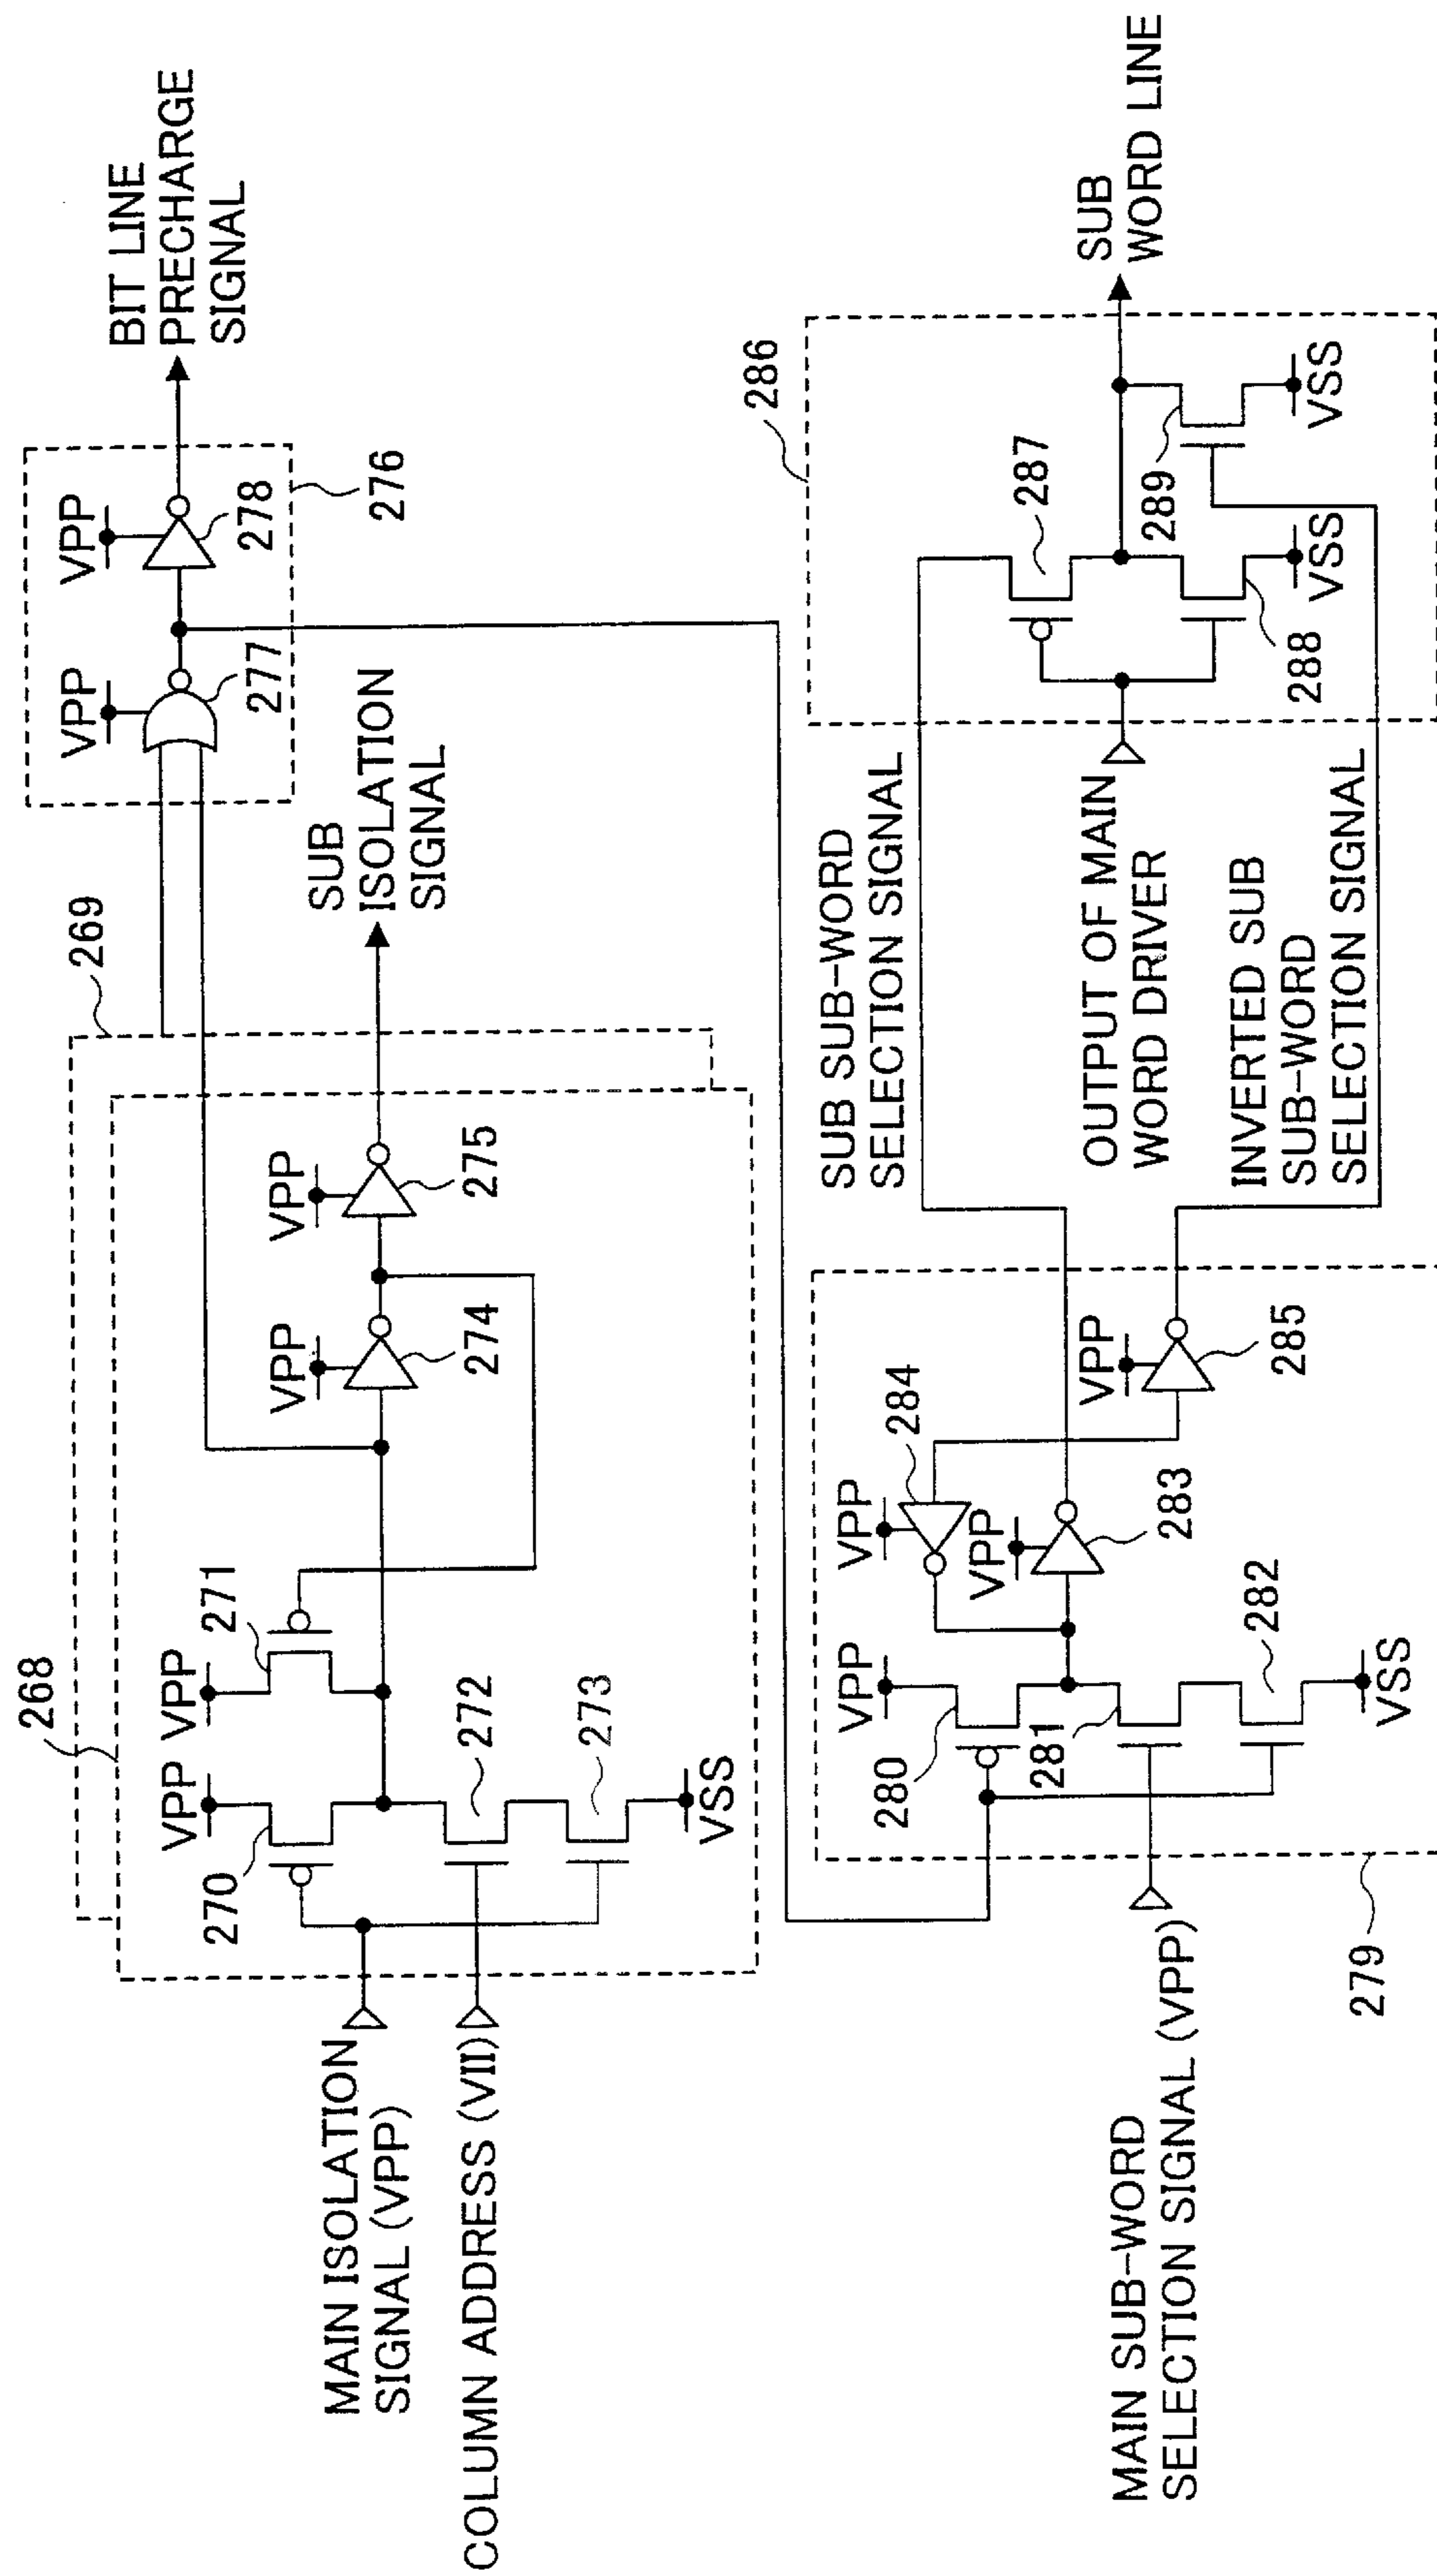 BIT LINE
PRECHARGE
SIGNAL
VPP
VPP
278
277
276
269
268
SUB
ISOLATION
SIGNAL
VPP
VPP
271
270
VPP
VPP
274
275
272
273
VSS
MAIN ISOLATION
SIGNAL (VPP)
COLUMN ADDRESS (VII)
SUB
WORD LINE
286
287
289
VSS
288
VSS
SUB SUB-WORD
SELECTION SIGNAL
OUTPUT OF MAIN
WORD DRIVER
INVERTED SUB
SUB-WORD
SELECTION SIGNAL
284
VPP
VPP
VPP
280
VPP
285
283
281
282
VSS
MAIN SUB-WORD
SELECTION SIGNAL (VPP)
279